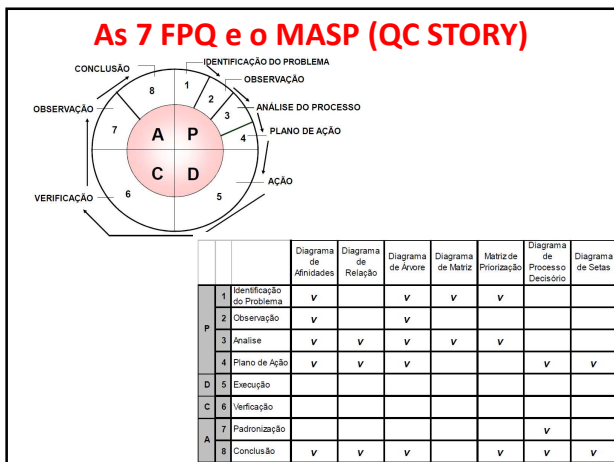 As 7 FPQ e o MASP (QC STORY)
IDENTIFICAÇÃO DO PROBLEMA
CONCLUSÃO
OBSERVAÇÃO
8 1
2
OBSERVAÇÃO
ANÁLISE DO PROCESSO
3
7
A P
4
PLANO DE AÇÃO
C D
AÇÃO
6
5
VERIFICAÇÃO
Diagrama de Afinidades
Diagrama de Relação
Diagrama de Árvore
Diagrama de Matriz
Matriz de Priorização
Diagrama de Processo Decisório
Diagrama de Setas
P
1 Identificação do Problema v v v v
2 Observação v v
3 Analise v v v v v
4 Plano de Ação v v v v v
D 5 Execução
C 6 Verficação
A
7 Padronização v
8 Conclusão v v v v v v